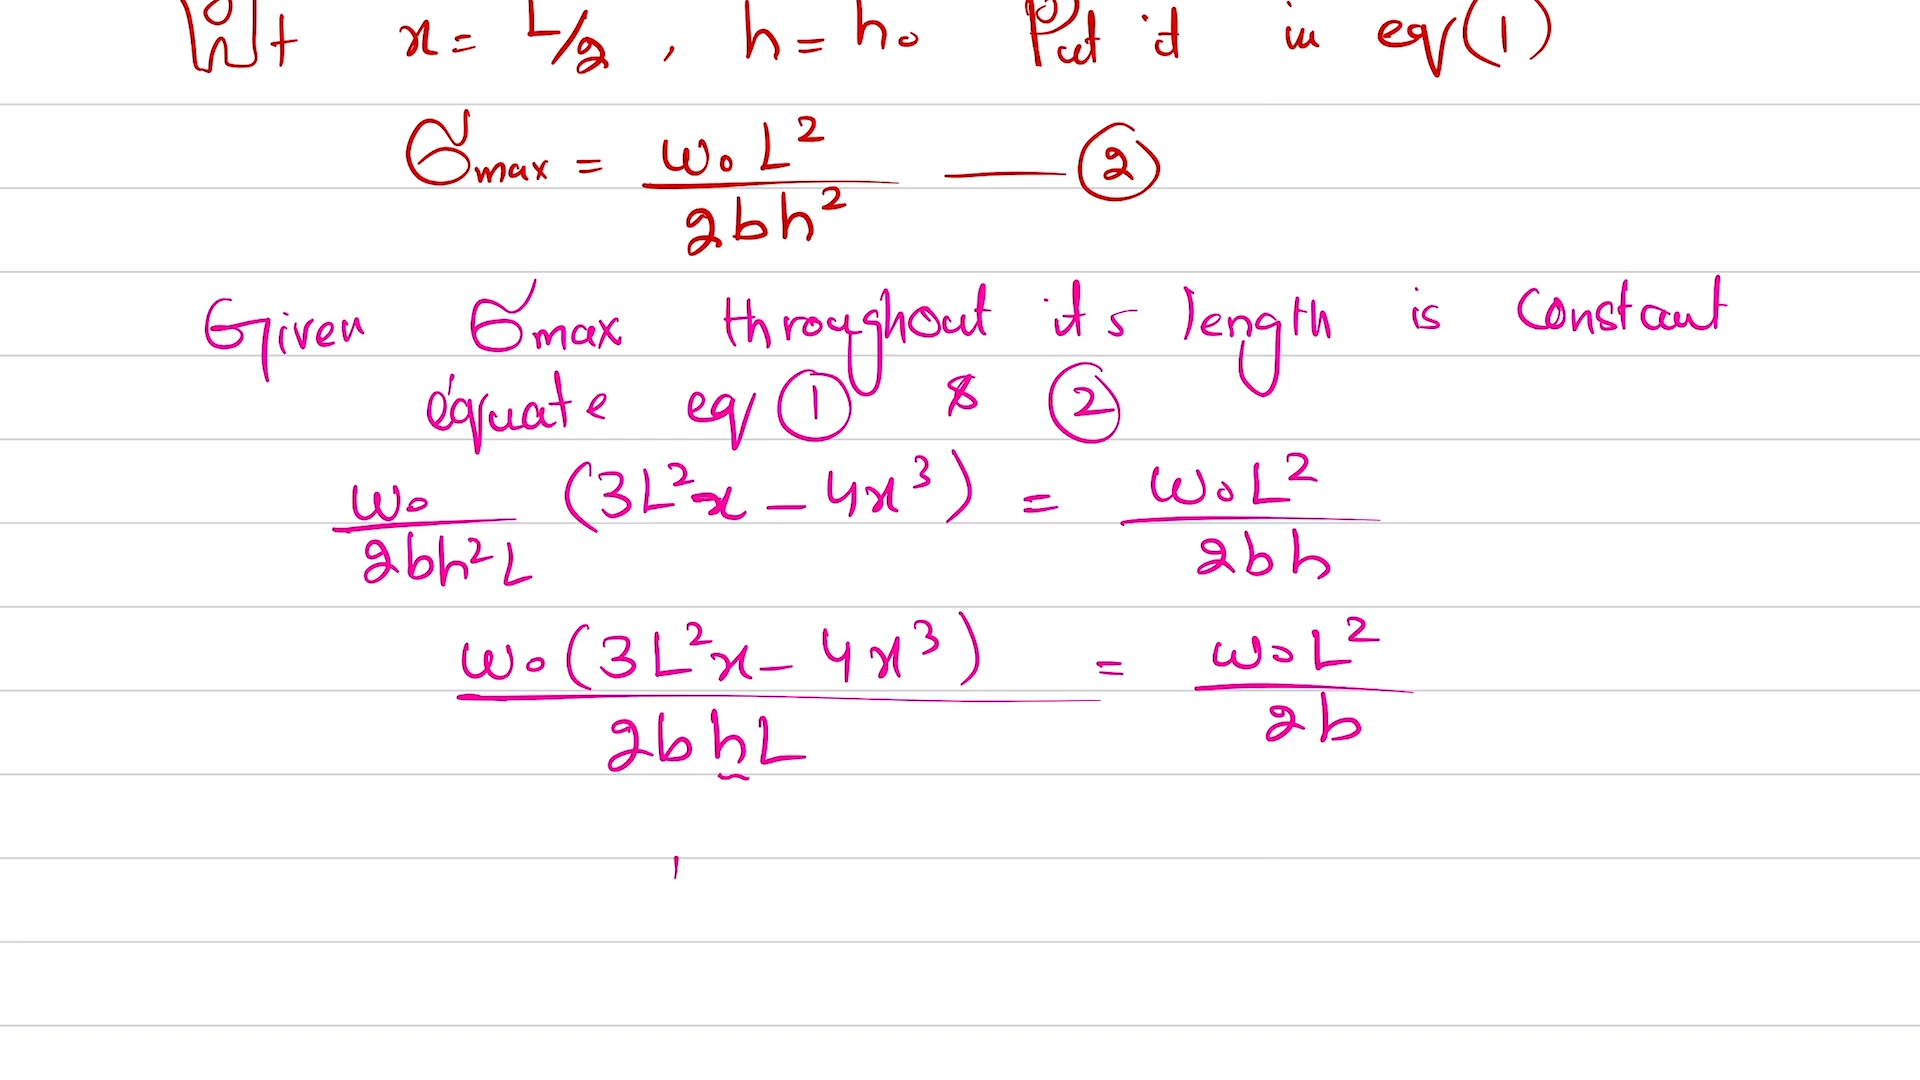 Put x = L/2 , h = h₀ Put it in eq(1)
σmax = w₀L² / 2bh² —— ②
Given σmax throughout its length is constant
equate eq ① & ②
w₀ / 2bh²L (3L²x - 4x³) = w₀L² / 2bh
w₀(3L²x - 4x³) / 2bhL = w₀L² / 2b